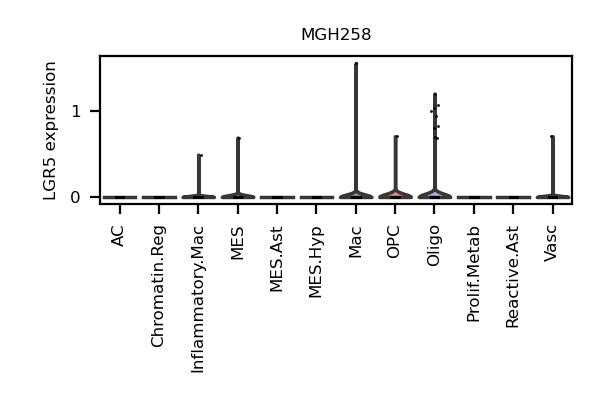 MGH258
LGR5 expression
1
0
AC
Chromatin.Reg
Inflammatory.Mac
MES
MES.Ast
MES.Hyp
Mac
OPC
Oligo
Prolif.Metab
Reactive.Ast
Vasc